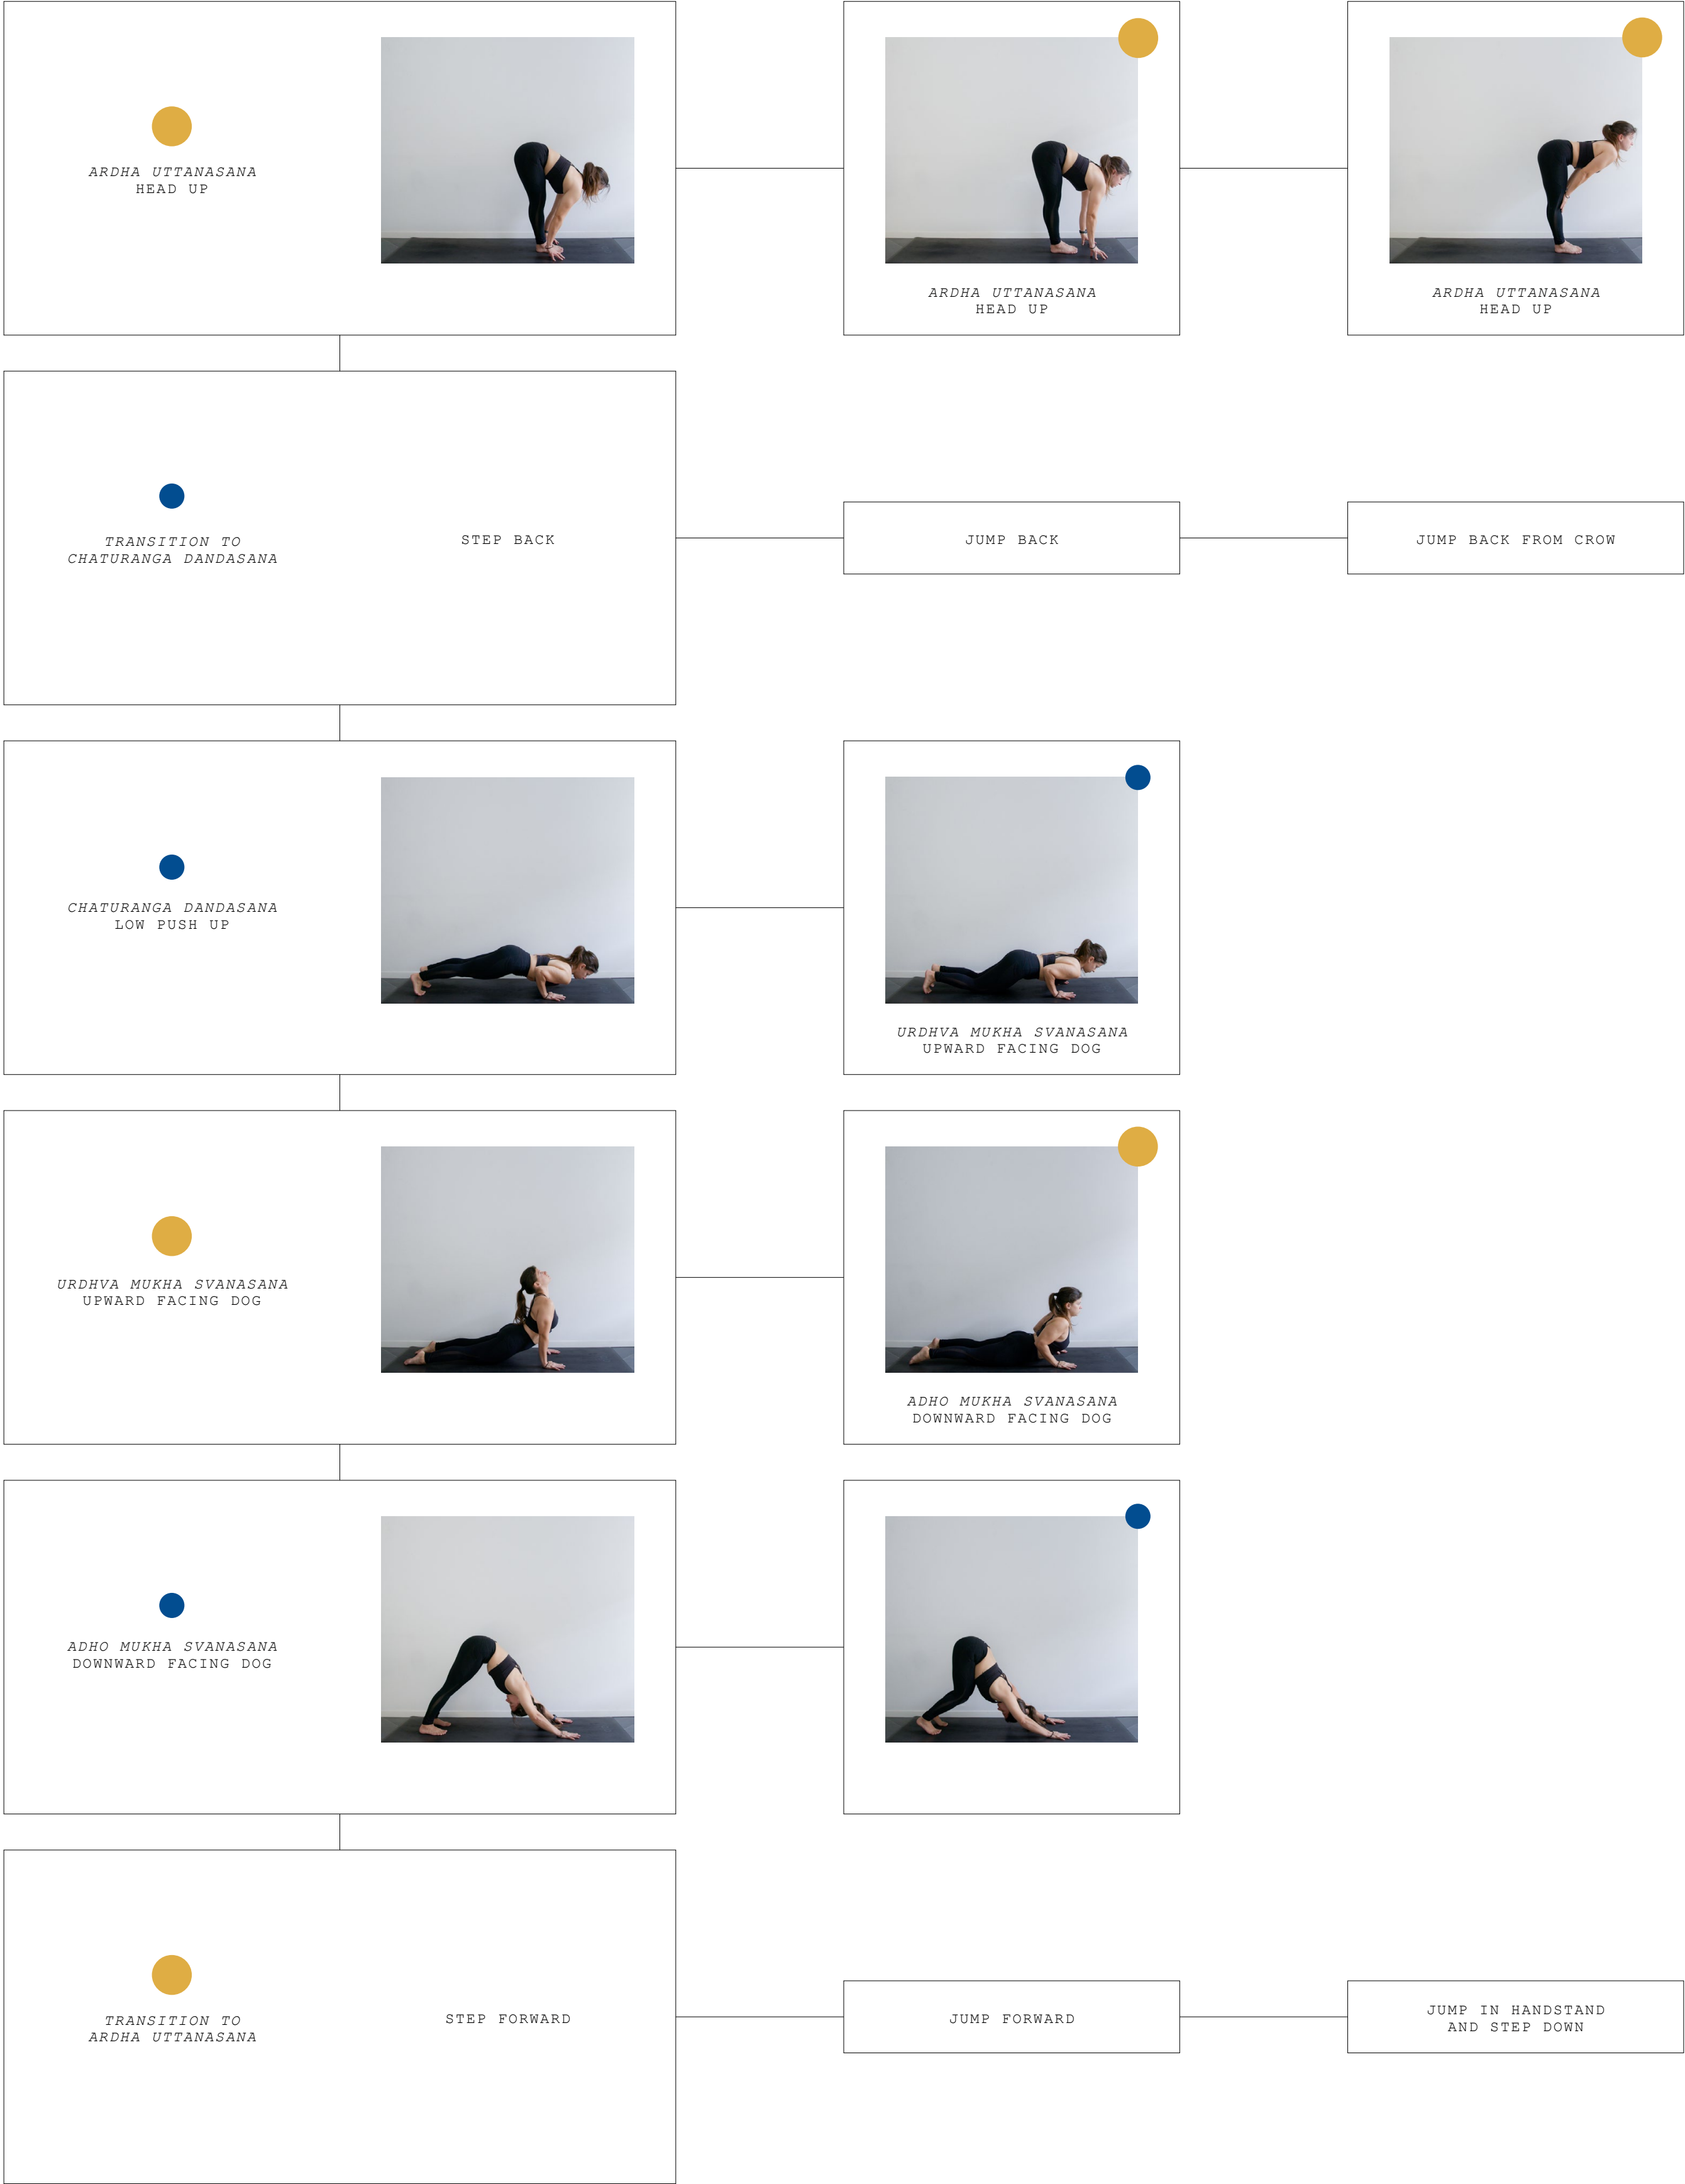 ARDHA UTTANASANA
HEAD UP
ARDHA UTTANASANA
HEAD UP
ARDHA UTTANASANA
HEAD UP
TRANSITION TO
CHATURANGA DANDASANA
STEP BACK
JUMP BACK
JUMP BACK FROM CROW
CHATURANGA DANDASANA
LOW PUSH UP
URDHVA MUKHA SVANASANA
UPWARD FACING DOG
URDHVA MUKHA SVANASANA
UPWARD FACING DOG
ADHO MUKHA SVANASANA
DOWNWARD FACING DOG
ADHO MUKHA SVANASANA
DOWNWARD FACING DOG
TRANSITION TO
ARDHA UTTANASANA
STEP FORWARD
JUMP FORWARD
JUMP IN HANDSTAND
AND STEP DOWN